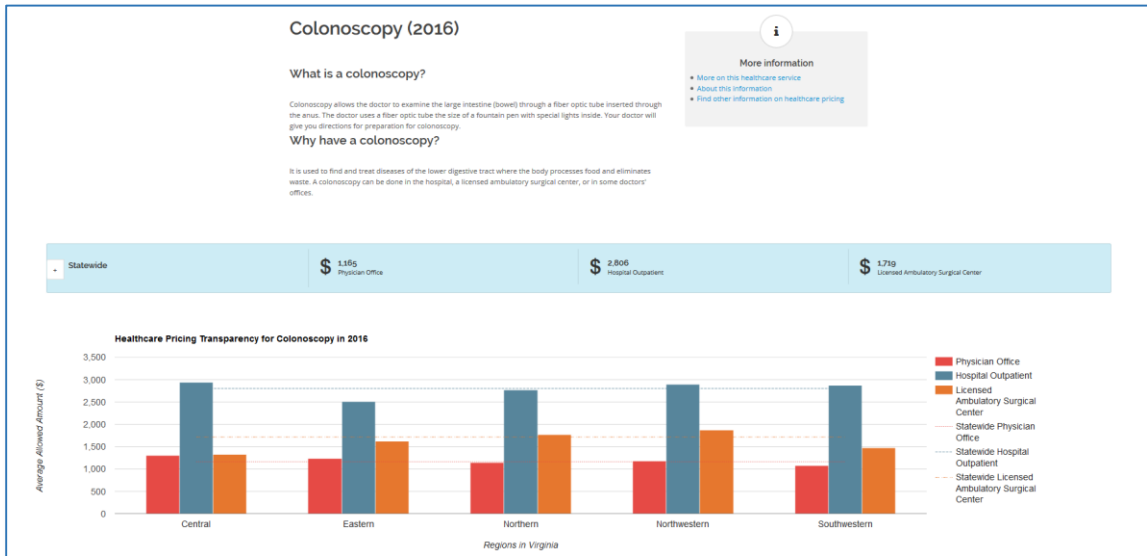 Colonoscopy (2016)
i
More information
What is a colonoscopy?
More on this healthcare service
About this information
Find other information on healthcare pricing
Colonoscopy allows the doctor to examine the large intestine (bowel) through a fiber optic tube inserted through
the anus. The doctor uses a fiber optic tube the size of a fountain pen with special lights inside. Your doctor will
give you directions for preparation for colonoscopy.
Why have a colonoscopy?
It is used to find and treat diseases of the lower digestive tract where the body processes food and eliminates
waste. A colonoscopy can be done in the hospital, a licensed ambulatory surgical center, or in some doctors'
offices.
- Statewide
$ 1,165
Physician Office
$ 2,806
Hospital Outpatient
$ 1,719
Licensed Ambulatory Surgical Center
Healthcare Pricing Transparency for Colonoscopy in 2016
Average Allowed Amount ($)
3,500
3,000
2,500
2,000
1,500
1,000
500
0
Central
Eastern
Northern
Northwestern
Southwestern
Regions in Virginia
Physician Office
Hospital Outpatient
Licensed
Ambulatory Surgical
Center
Statewide Physician
Office
Statewide Hospital
Outpatient
Statewide Licensed
Ambulatory Surgical
Center